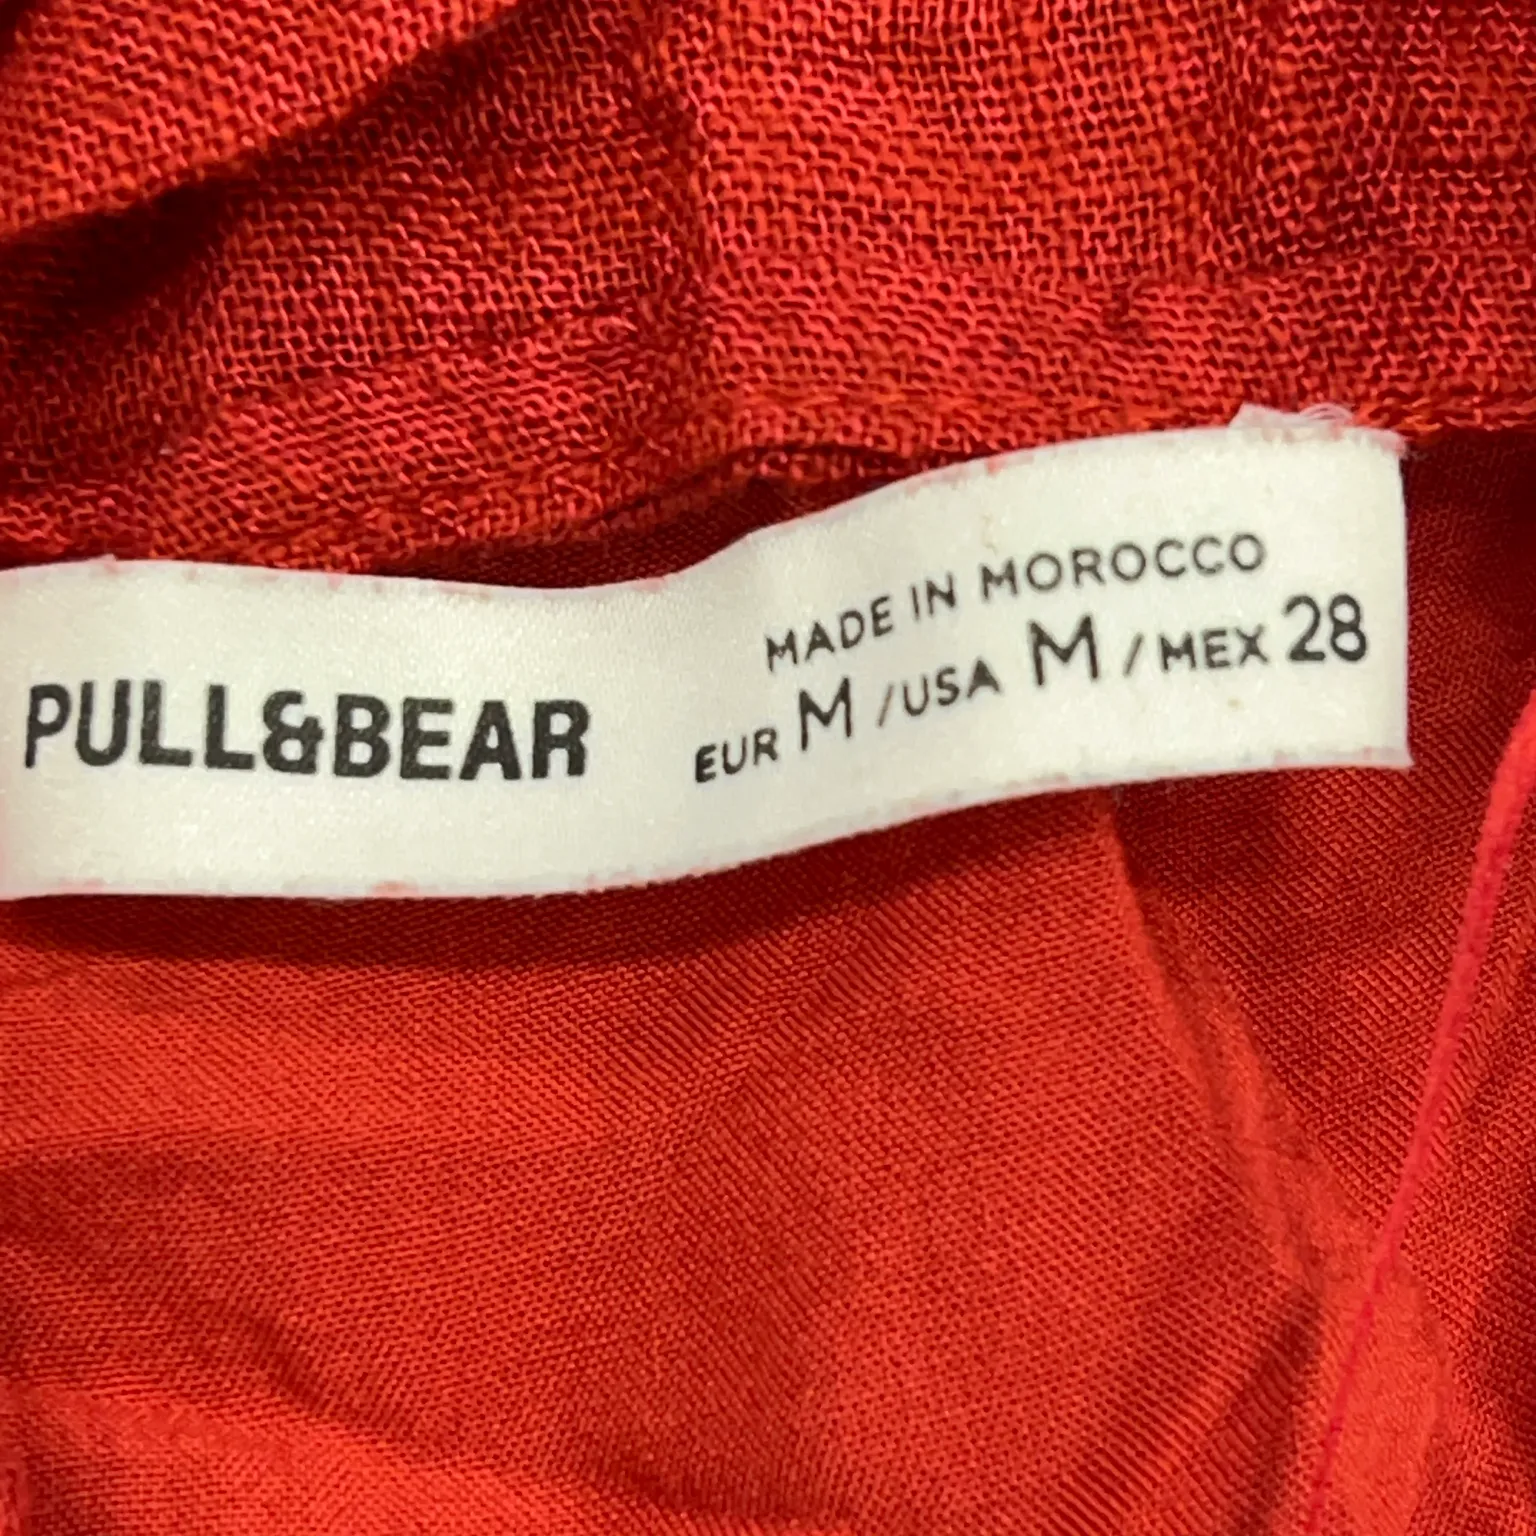 PULL&BEAR
MADE IN MOROCCO
EUR M / USA M / MEX 28